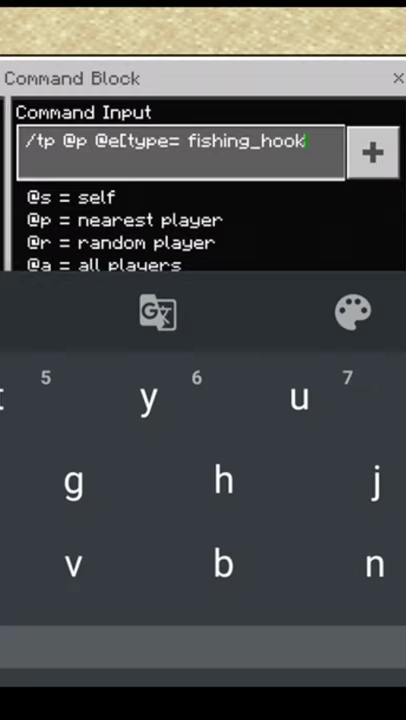 Command Block
×
Command Input
/tp @p @e[type= fishing_hook
+
@s = self
@p = nearest player
@r = random player
@a = all players
5 y 6 u 7
t
g h j
v b n